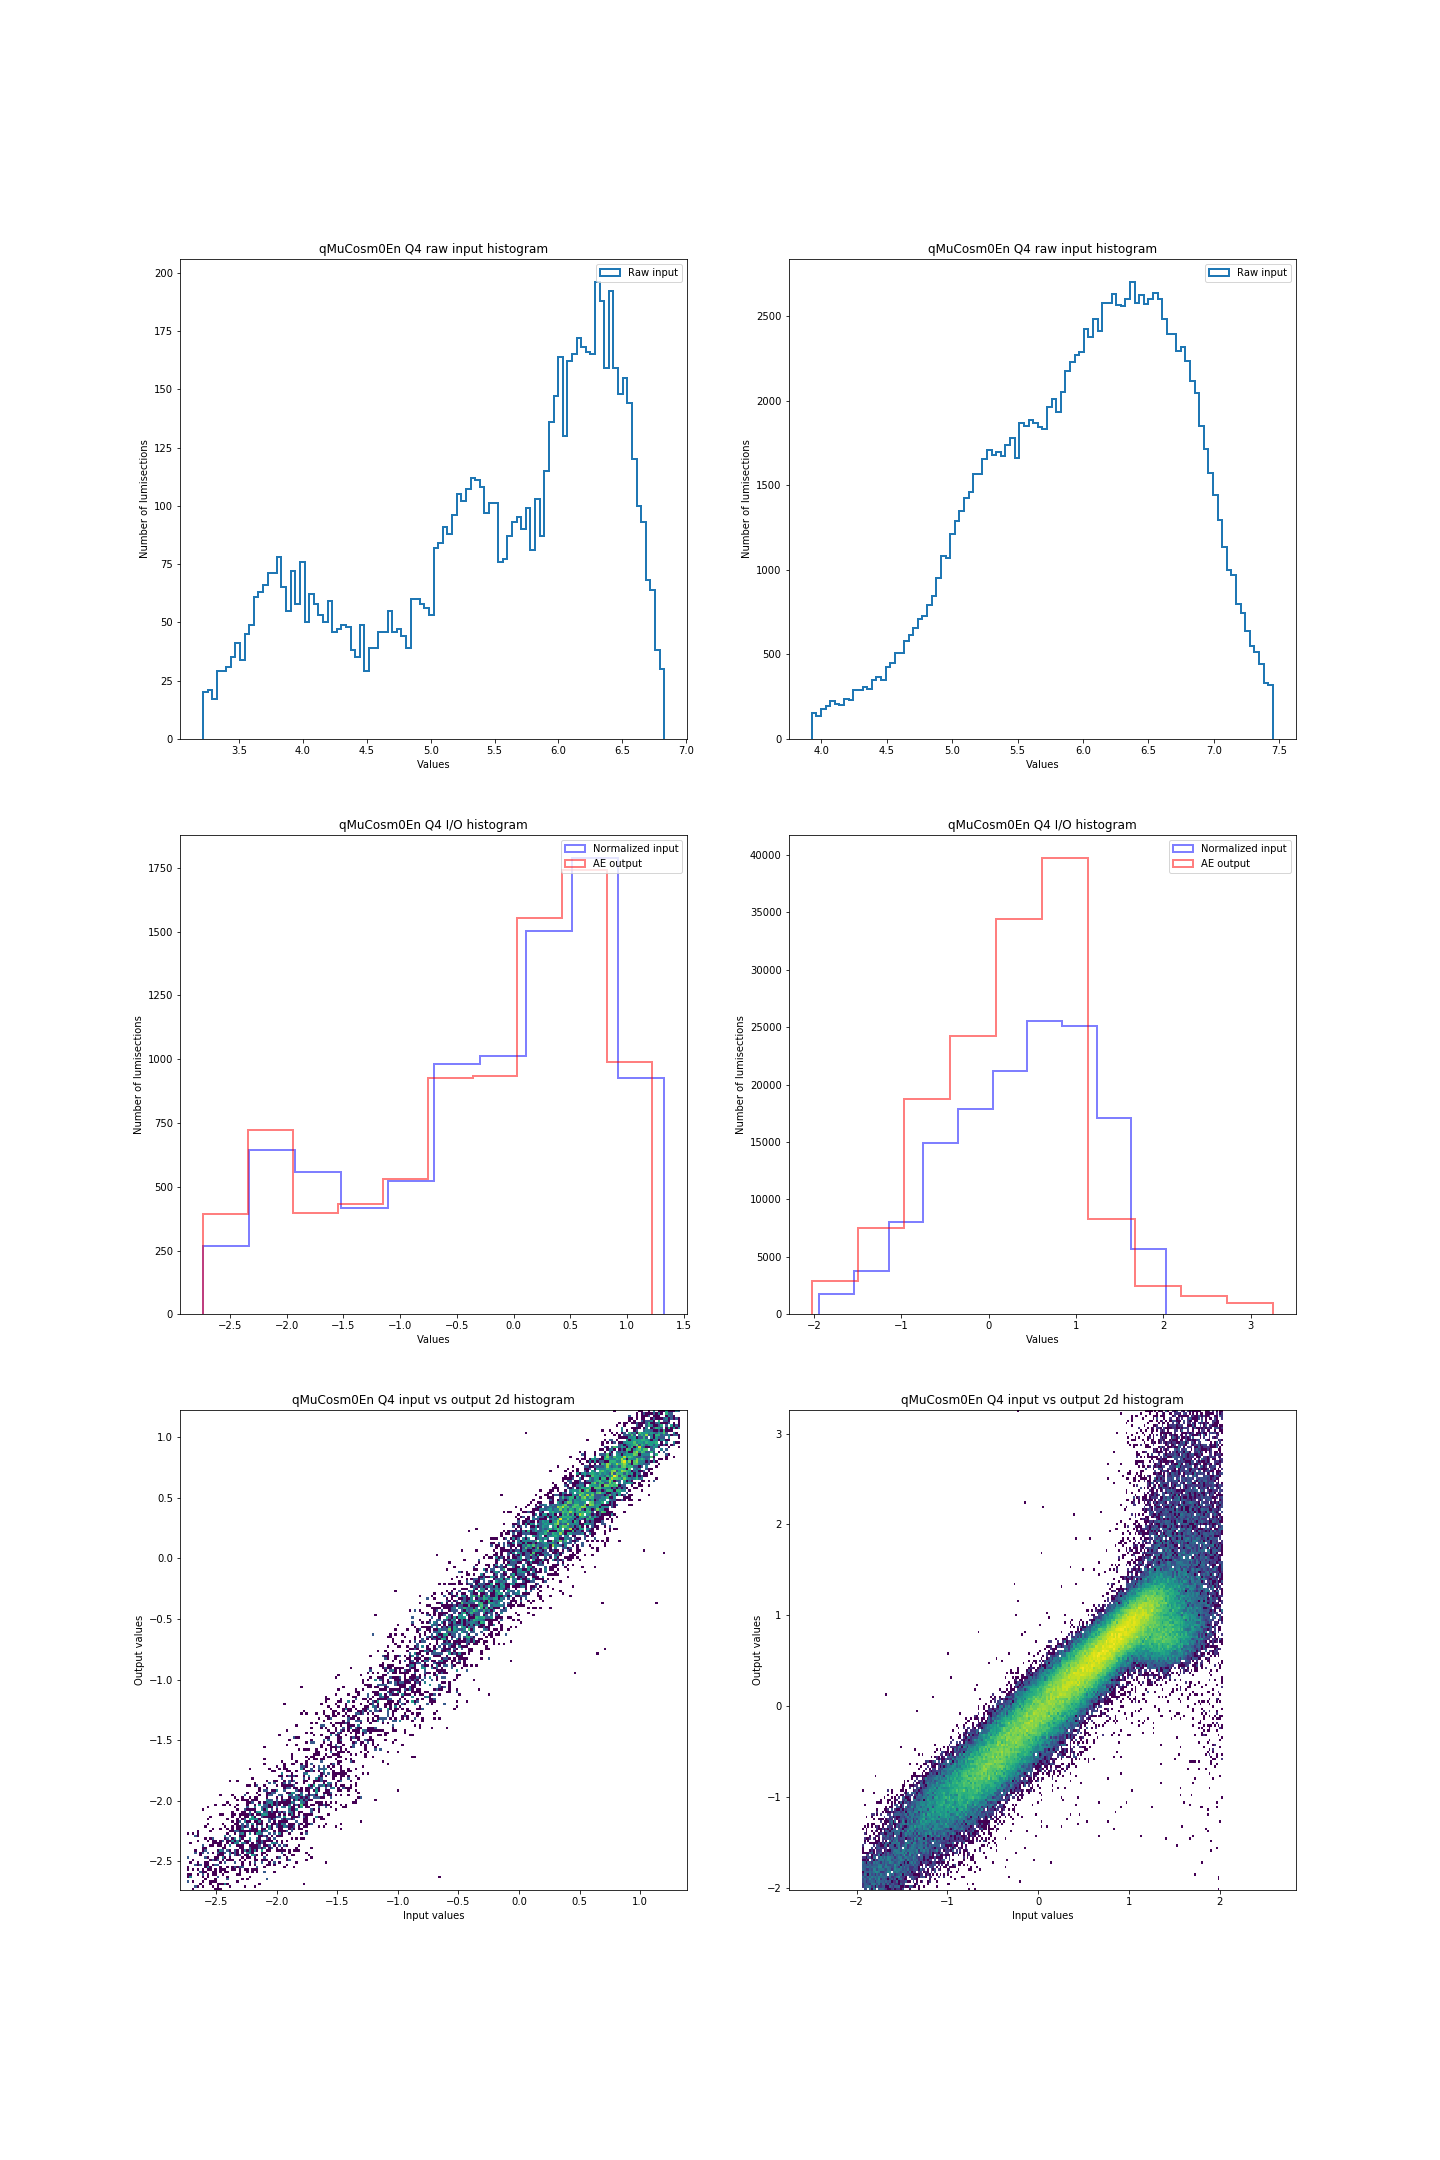 qMuCosm0En Q4 raw input histogram
Raw input
200
175
150
125
100
75
50
25
0
Number of lumisections
3.5 4.0 4.5 5.0 5.5 6.0 6.5 7.0
Values
qMuCosm0En Q4 raw input histogram
Raw input
2500
2000
1500
1000
500
0
Number of lumisections
4.0 4.5 5.0 5.5 6.0 6.5 7.0 7.5
Values
qMuCosm0En Q4 I/O histogram
Normalized input
AE output
1750
1500
1250
1000
750
500
250
0
Number of lumisections
−2.5 −2.0 −1.5 −1.0 −0.5 0.0 0.5 1.0 1.5
Values
qMuCosm0En Q4 I/O histogram
Normalized input
AE output
40000
35000
30000
25000
20000
15000
10000
5000
0
Number of lumisections
−2 −1 0 1 2 3
Values
qMuCosm0En Q4 input vs output 2d histogram
1.0
0.5
0.0
−0.5
−1.0
−1.5
−2.0
−2.5
Output values
−2.5 −2.0 −1.5 −1.0 −0.5 0.0 0.5 1.0
Input values
qMuCosm0En Q4 input vs output 2d histogram
3
2
1
0
−1
−2
Output values
−2 −1 0 1 2
Input values